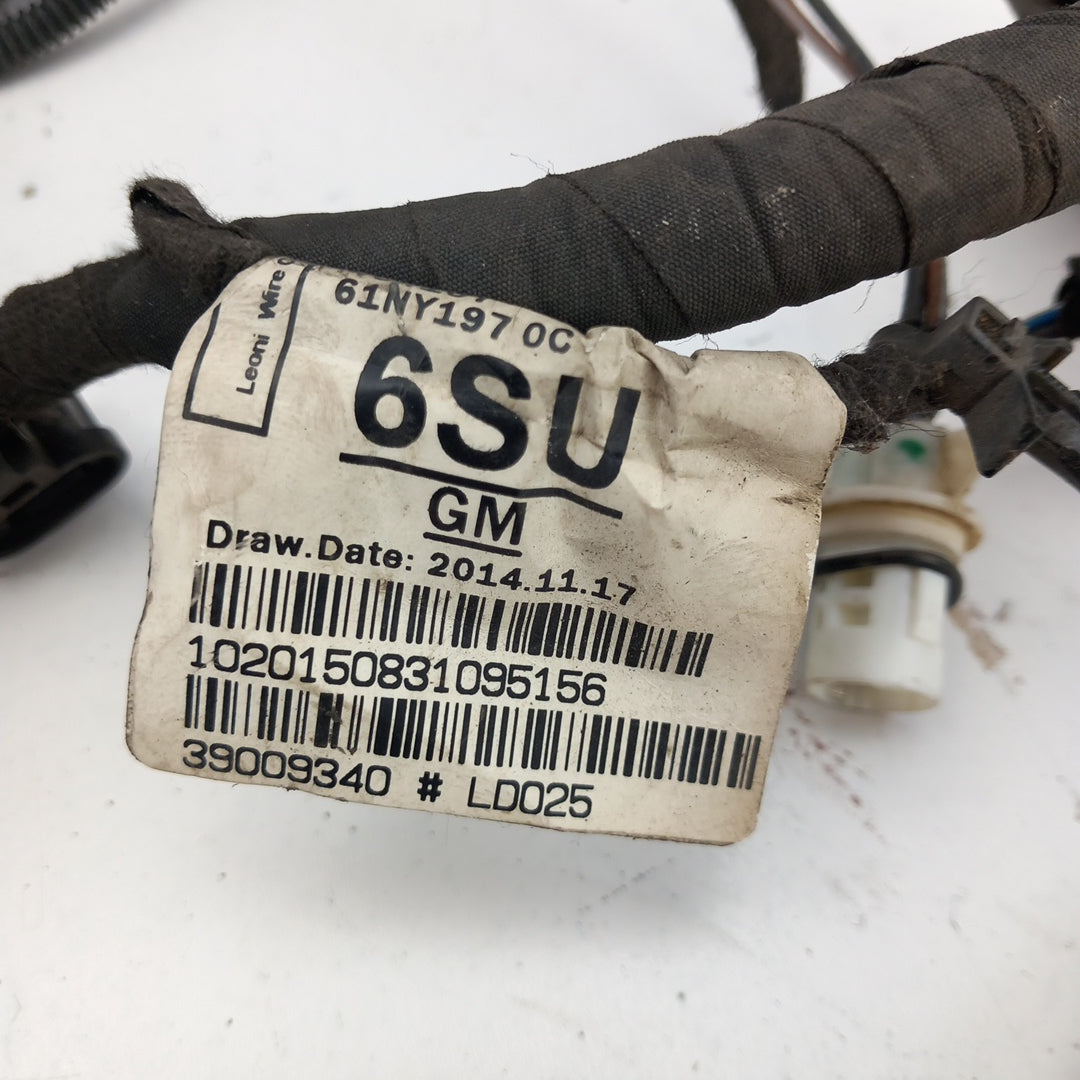 Leoni Wire
61NY197 0C
6SU
GM
Draw.Date: 2014.11.17
1020150831095156
39009340 # LD025